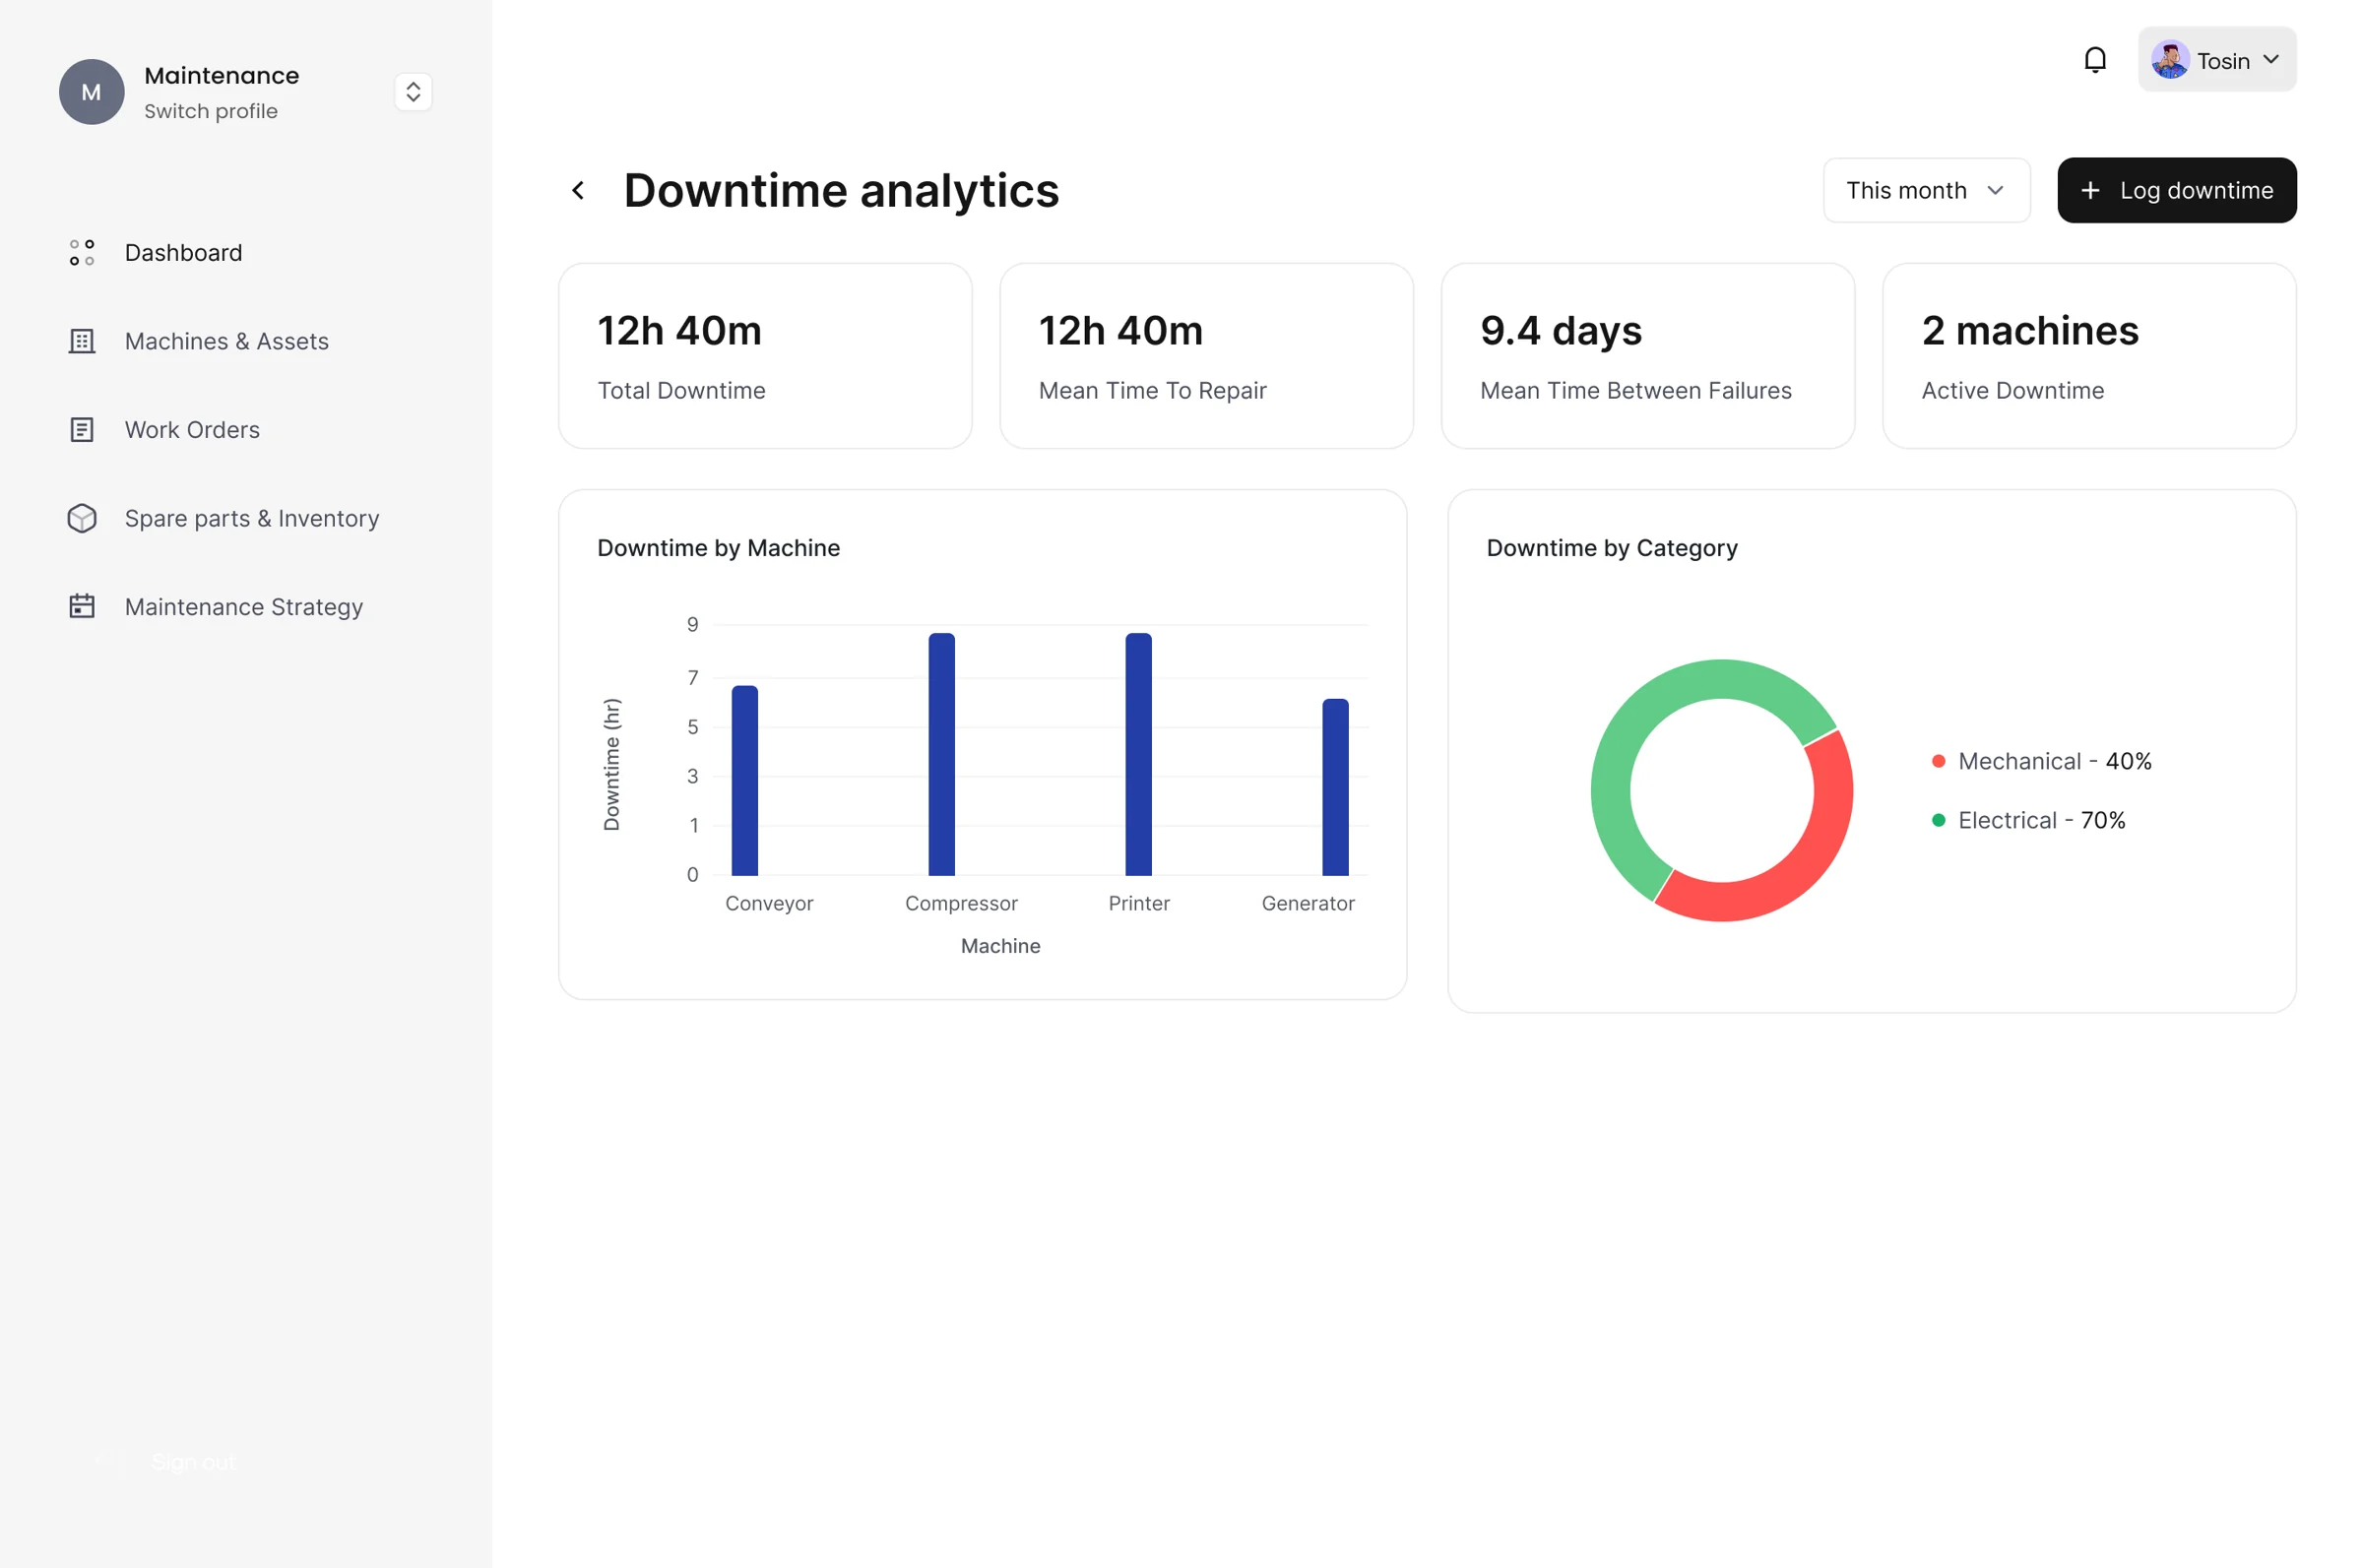 M
Maintenance
Switch profile
Dashboard
Machines & Assets
Work Orders
Spare parts & Inventory
Maintenance Strategy
Sign out
Tosin
Downtime analytics
This month
+ Log downtime
12h 40m
Total Downtime
12h 40m
Mean Time To Repair
9.4 days
Mean Time Between Failures
2 machines
Active Downtime
Downtime by Machine
Downtime (hr)
9
7
5
3
1
0
Conveyor
Compressor
Printer
Generator
Machine
Downtime by Category
Mechanical - 40%
Electrical - 70%